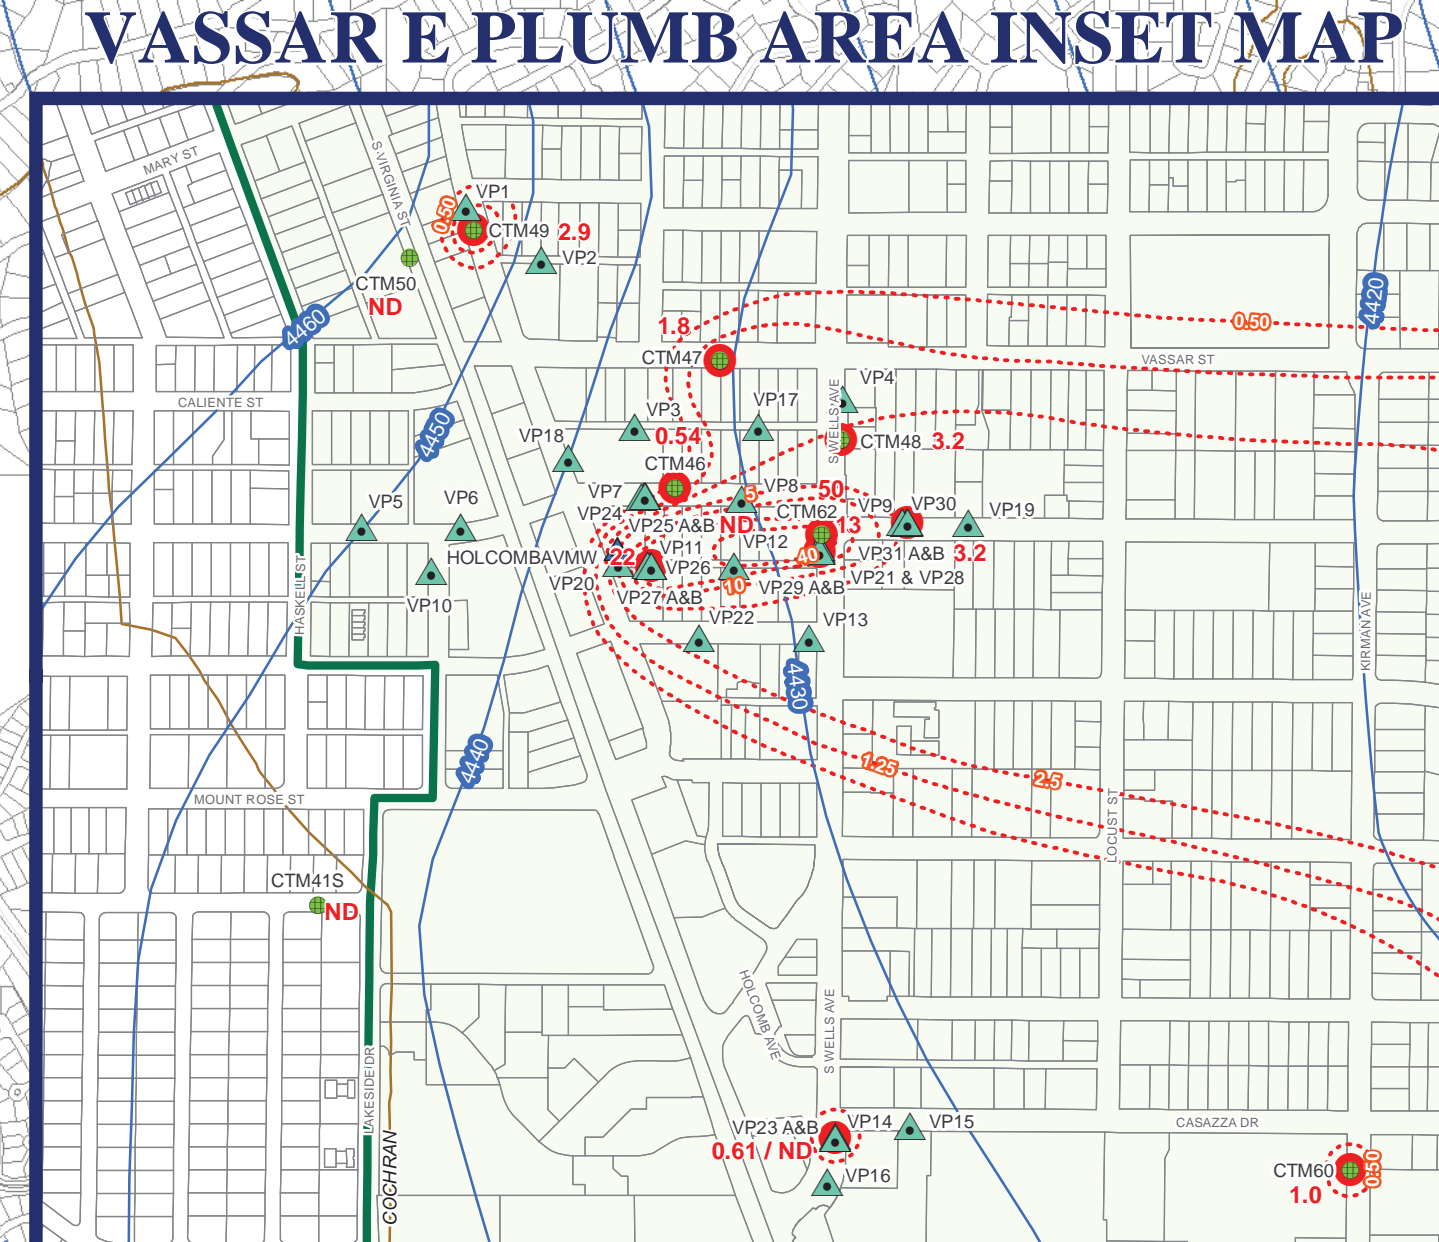 VASSAR E PLUMB AREA INSET MAP
MARY ST
S VIRGINIA ST
VP1
0.50
CTM49 2.9
VP2
CTM50
ND
4460
4420
0.50
1.8
CTM47
VASSAR ST
CALIENTE ST
VP4
S WELLS AVE
VP3
VP17
4450
VP18
0.54
CTM48 3.2
CTM46
VP5
VP6
VP7
VP8
5
50
VP24
VP25 A&B
ND
CTM62
13
VP9
VP30
VP19
HOLCOMBAVMW
22
VP11
VP12
40
VP31 A&B 3.2
VP26
VP20
10
VP21 & VP28
VP27 A&B
VP29 A&B
HASKELL ST
VP10
VP22
VP13
KIRMAN AVE
4430
4440
1.25
2.5
MOUNT ROSE ST
LOCUST ST
CTM41S
ND
HOLCOMB AVE
S WELLS AVE
LAKESIDE DR
COCHRAN
VP23 A&B
VP14
VP15
0.61 / ND
CASAZZA DR
VP16
CTM60
0.50
1.0